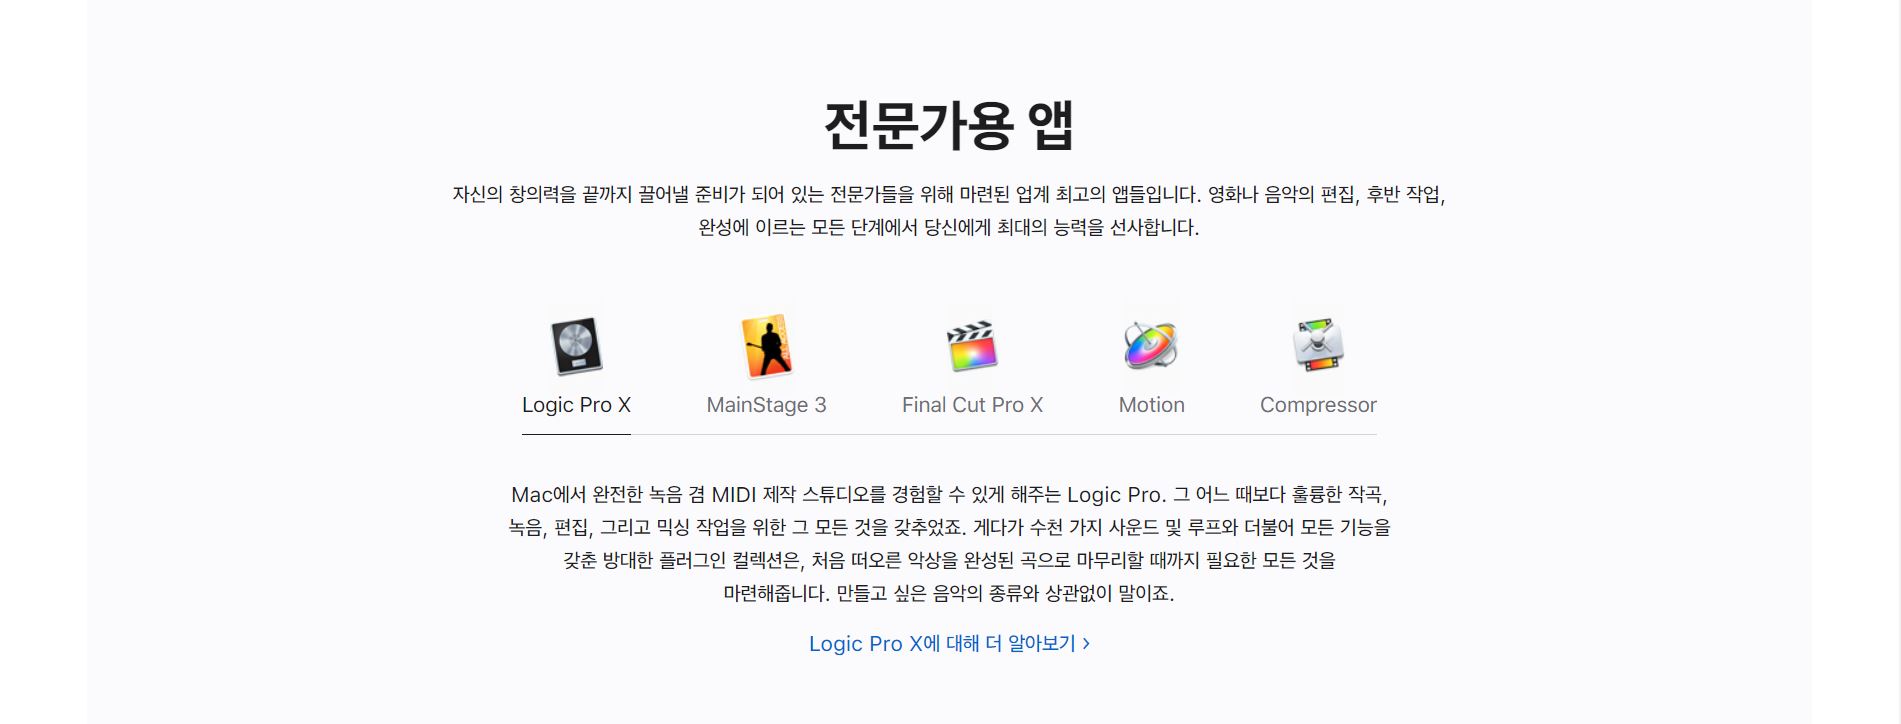 전문가용 앱
자신의 창의력을 끝까지 끌어낼 준비가 되어 있는 전문가들을 위해 마련된 업계 최고의 앱들입니다. 영화나 음악의 편집, 후반 작업,
완성에 이르는 모든 단계에서 당신에게 최대의 능력을 선사합니다.
Logic Pro X
MainStage 3
Final Cut Pro X
Motion
Compressor
Mac에서 완전한 녹음 겸 MIDI 제작 스튜디오를 경험할 수 있게 해주는 Logic Pro. 그 어느 때보다 훌륭한 작곡,
녹음, 편집, 그리고 믹싱 작업을 위한 그 모든 것을 갖추었죠. 게다가 수천 가지 사운드 및 루프와 더불어 모든 기능을
갖춘 방대한 플러그인 컬렉션은, 처음 떠오른 악상을 완성된 곡으로 마무리할 때까지 필요한 모든 것을
마련해줍니다. 만들고 싶은 음악의 종류와 상관없이 말이죠.
Logic Pro X에 대해 더 알아보기 ›